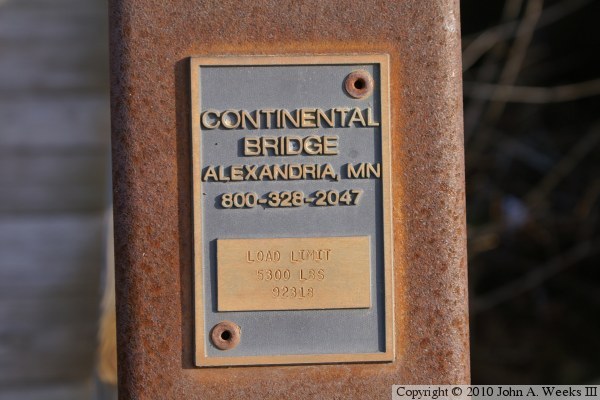 CONTINENTAL
BRIDGE
ALEXANDRIA, MN
800-328-2047
LOAD LIMIT
5300 LBS
92318
Copyright © 2010 John A. Weeks III